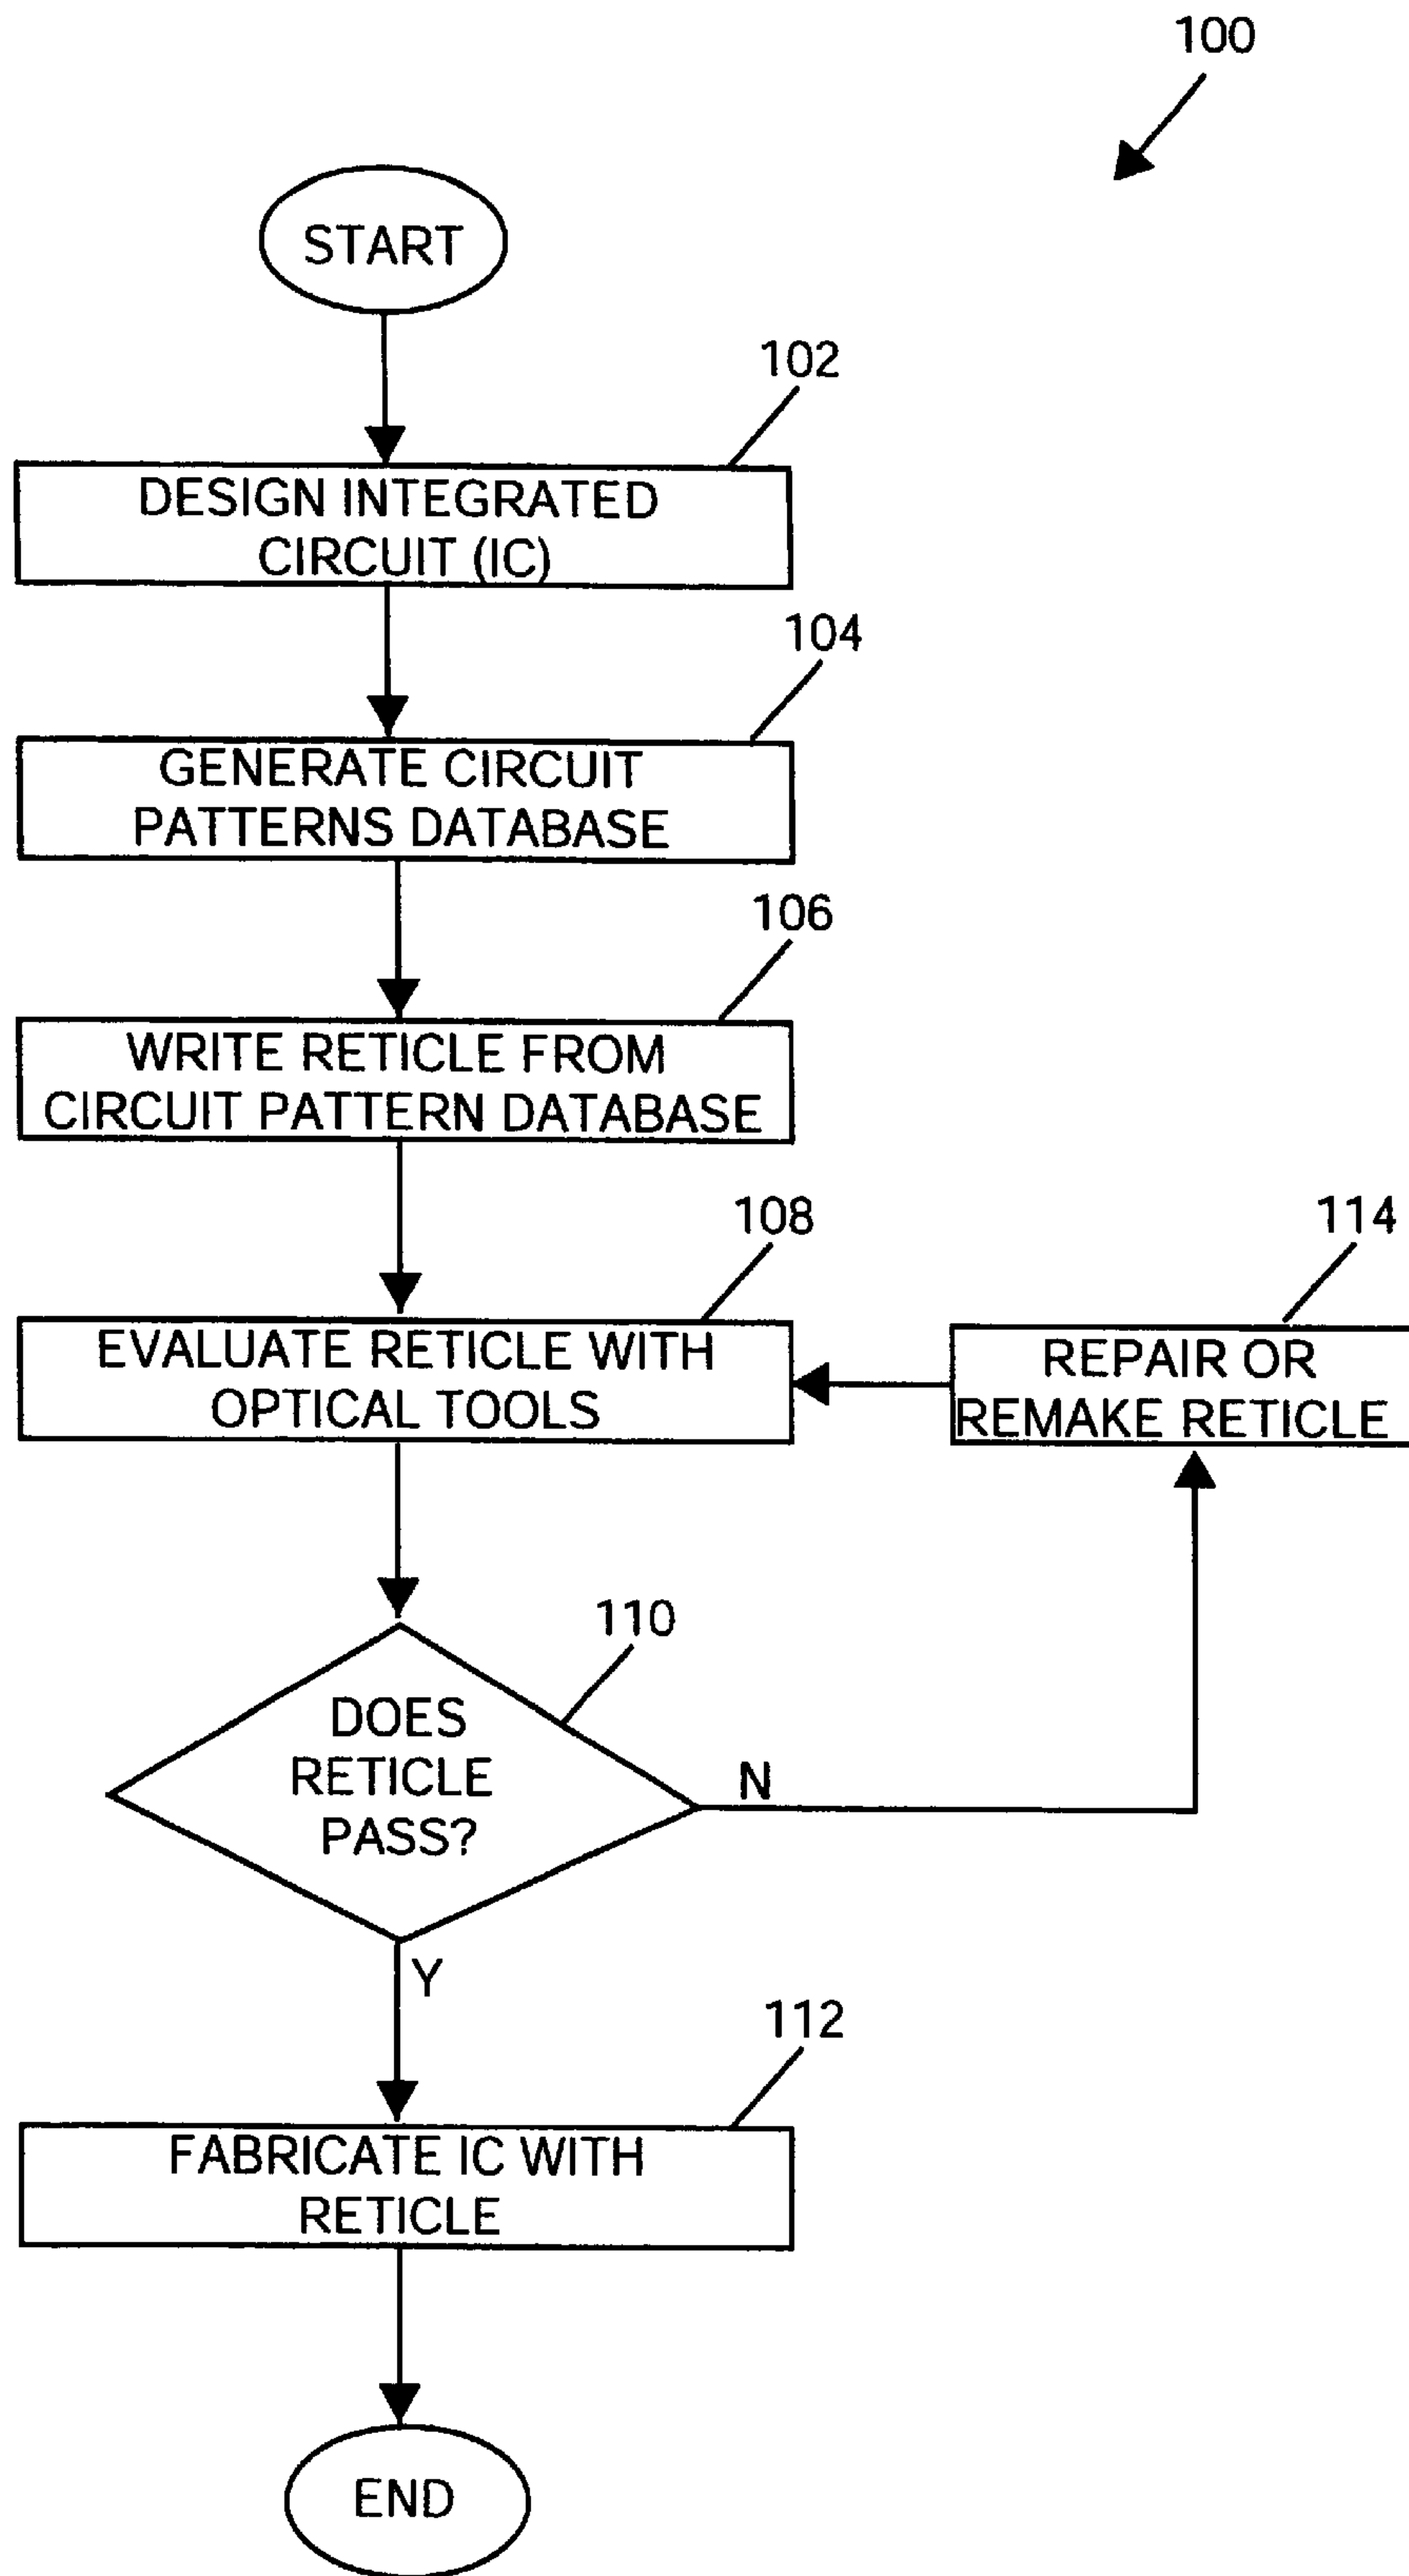 100
START
102
DESIGN INTEGRATED
CIRCUIT (IC)
104
GENERATE CIRCUIT
PATTERNS DATABASE
106
WRITE RETICLE FROM
CIRCUIT PATTERN DATABASE
108
EVALUATE RETICLE WITH
OPTICAL TOOLS
114
REPAIR OR
REMAKE RETICLE
110
DOES
RETICLE
PASS?
N
Y
112
FABRICATE IC WITH
RETICLE
END